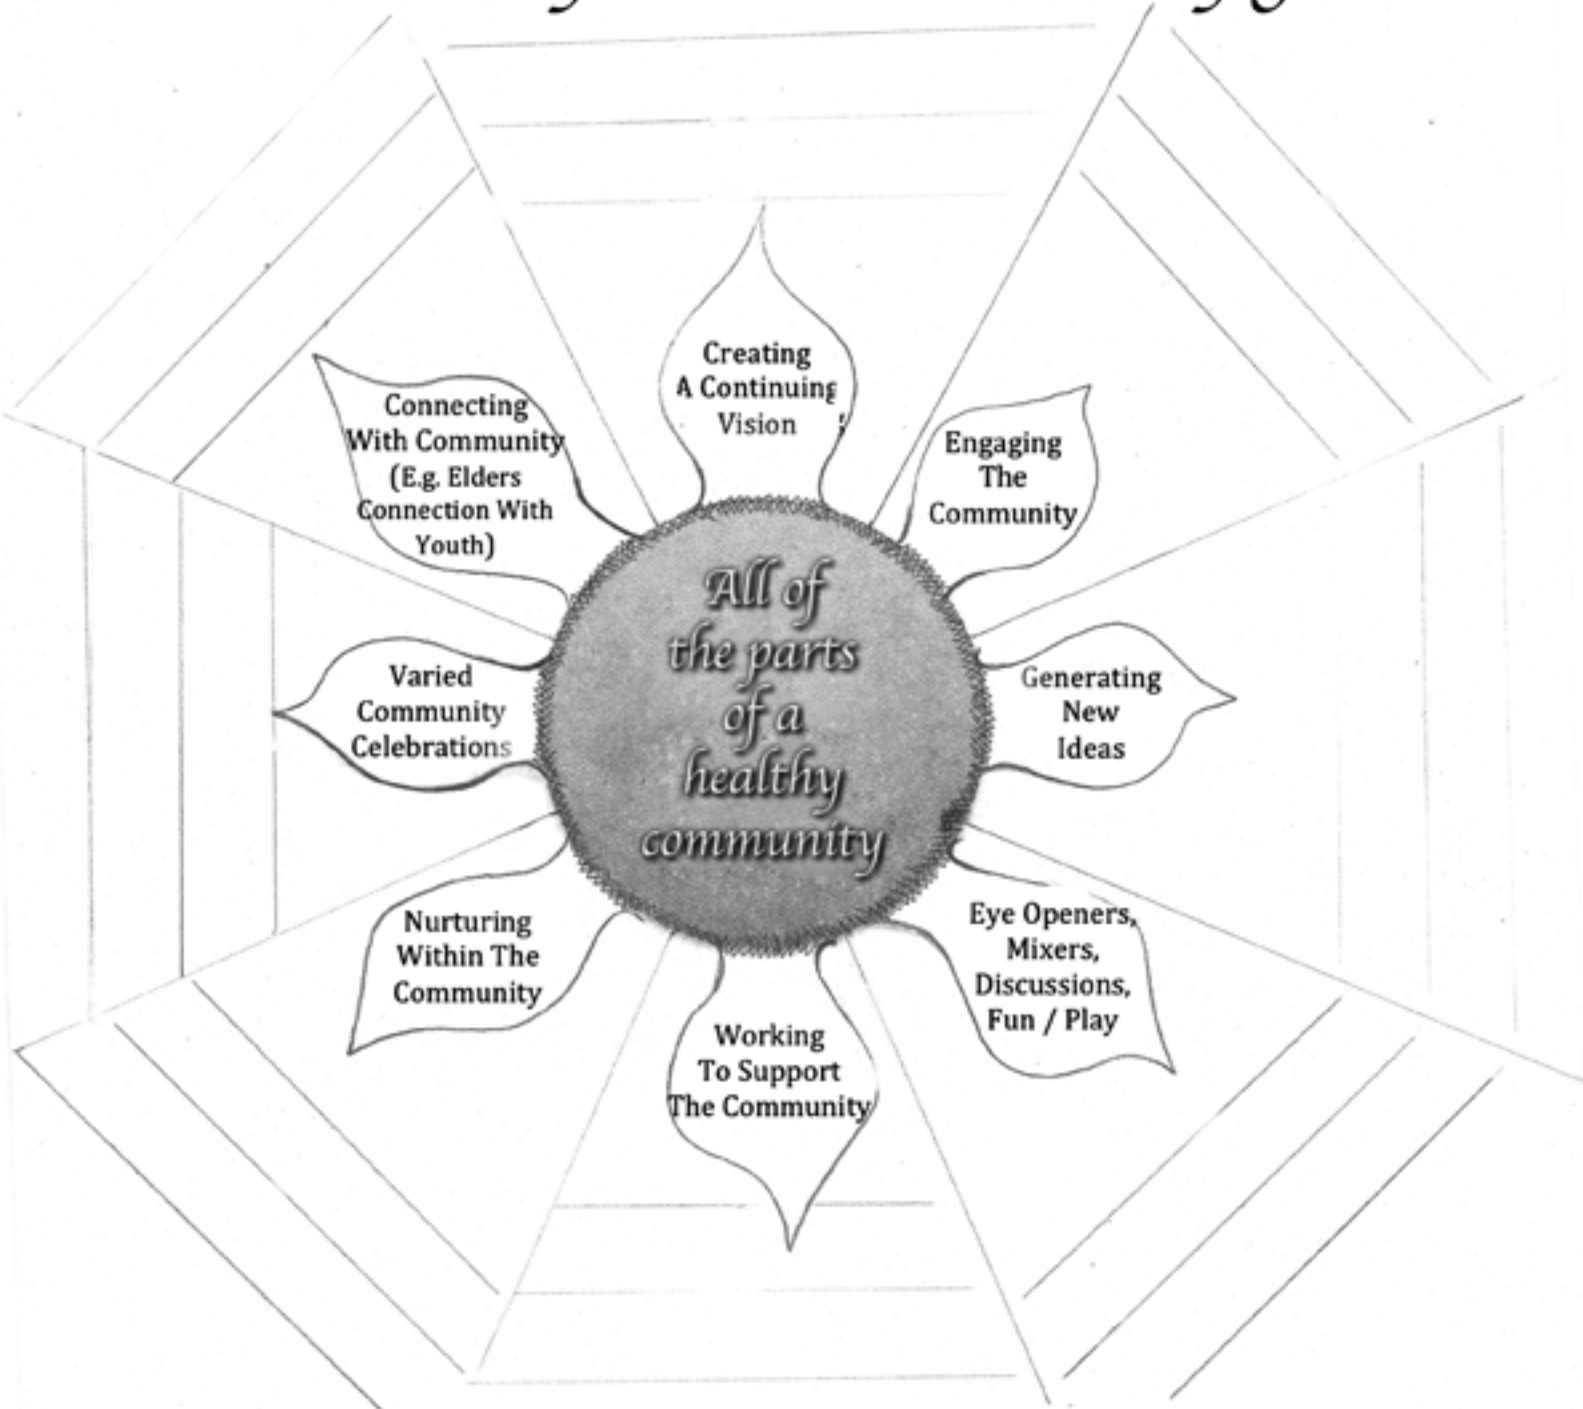 Creating
A Continuing
Vision
Engaging
The
Community
Generating
New
Ideas
Eye Openers,
Mixers,
Discussions,
Fun / Play
Working
To Support
The Community
Nurturing
Within The
Community
Varied
Community
Celebrations
Connecting
With Community
(E.g. Elders
Connection With
Youth)
All of
the parts
of a
healthy
community